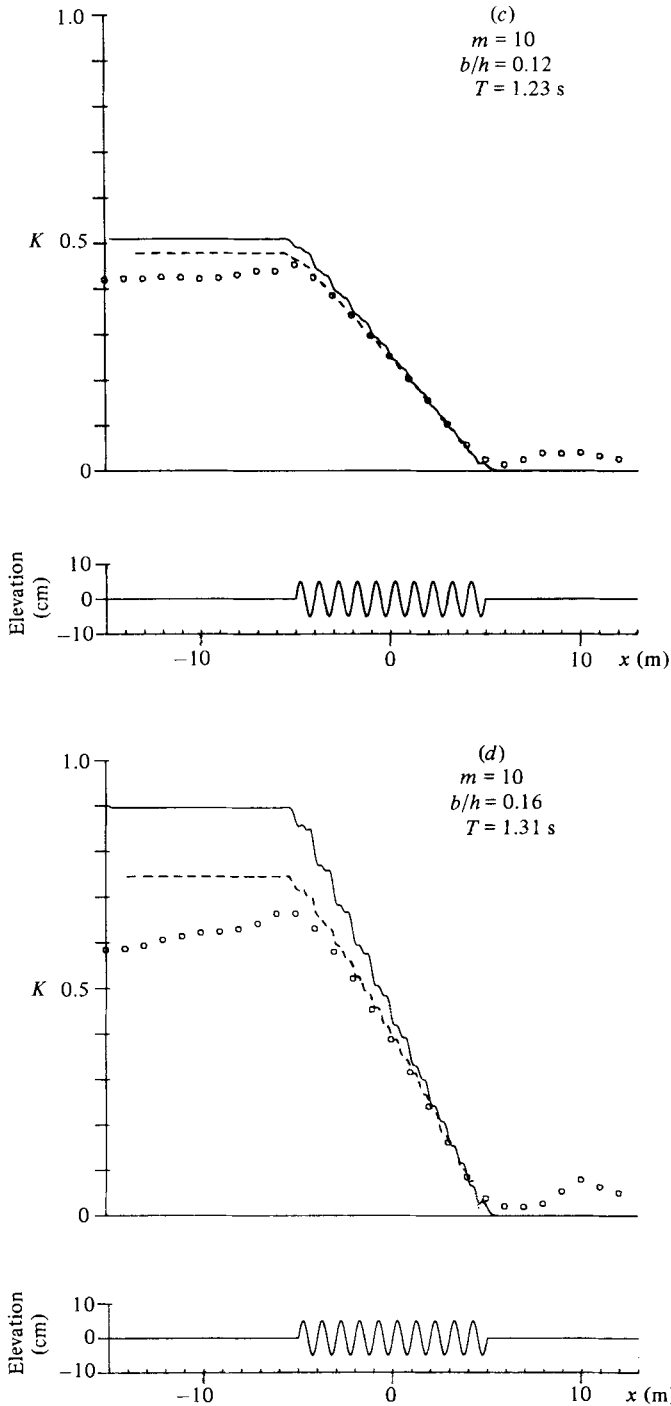 (c)
m = 10
b/h = 0.12
T = 1.23 s
1.0
K 0.5
0
Elevation
(cm)
10
0
−10
−10 0 10 x (m)
(d)
m = 10
b/h = 0.16
T = 1.31 s
1.0
K 0.5
0
Elevation
(cm)
10
0
−10
−10 0 10 x (m)